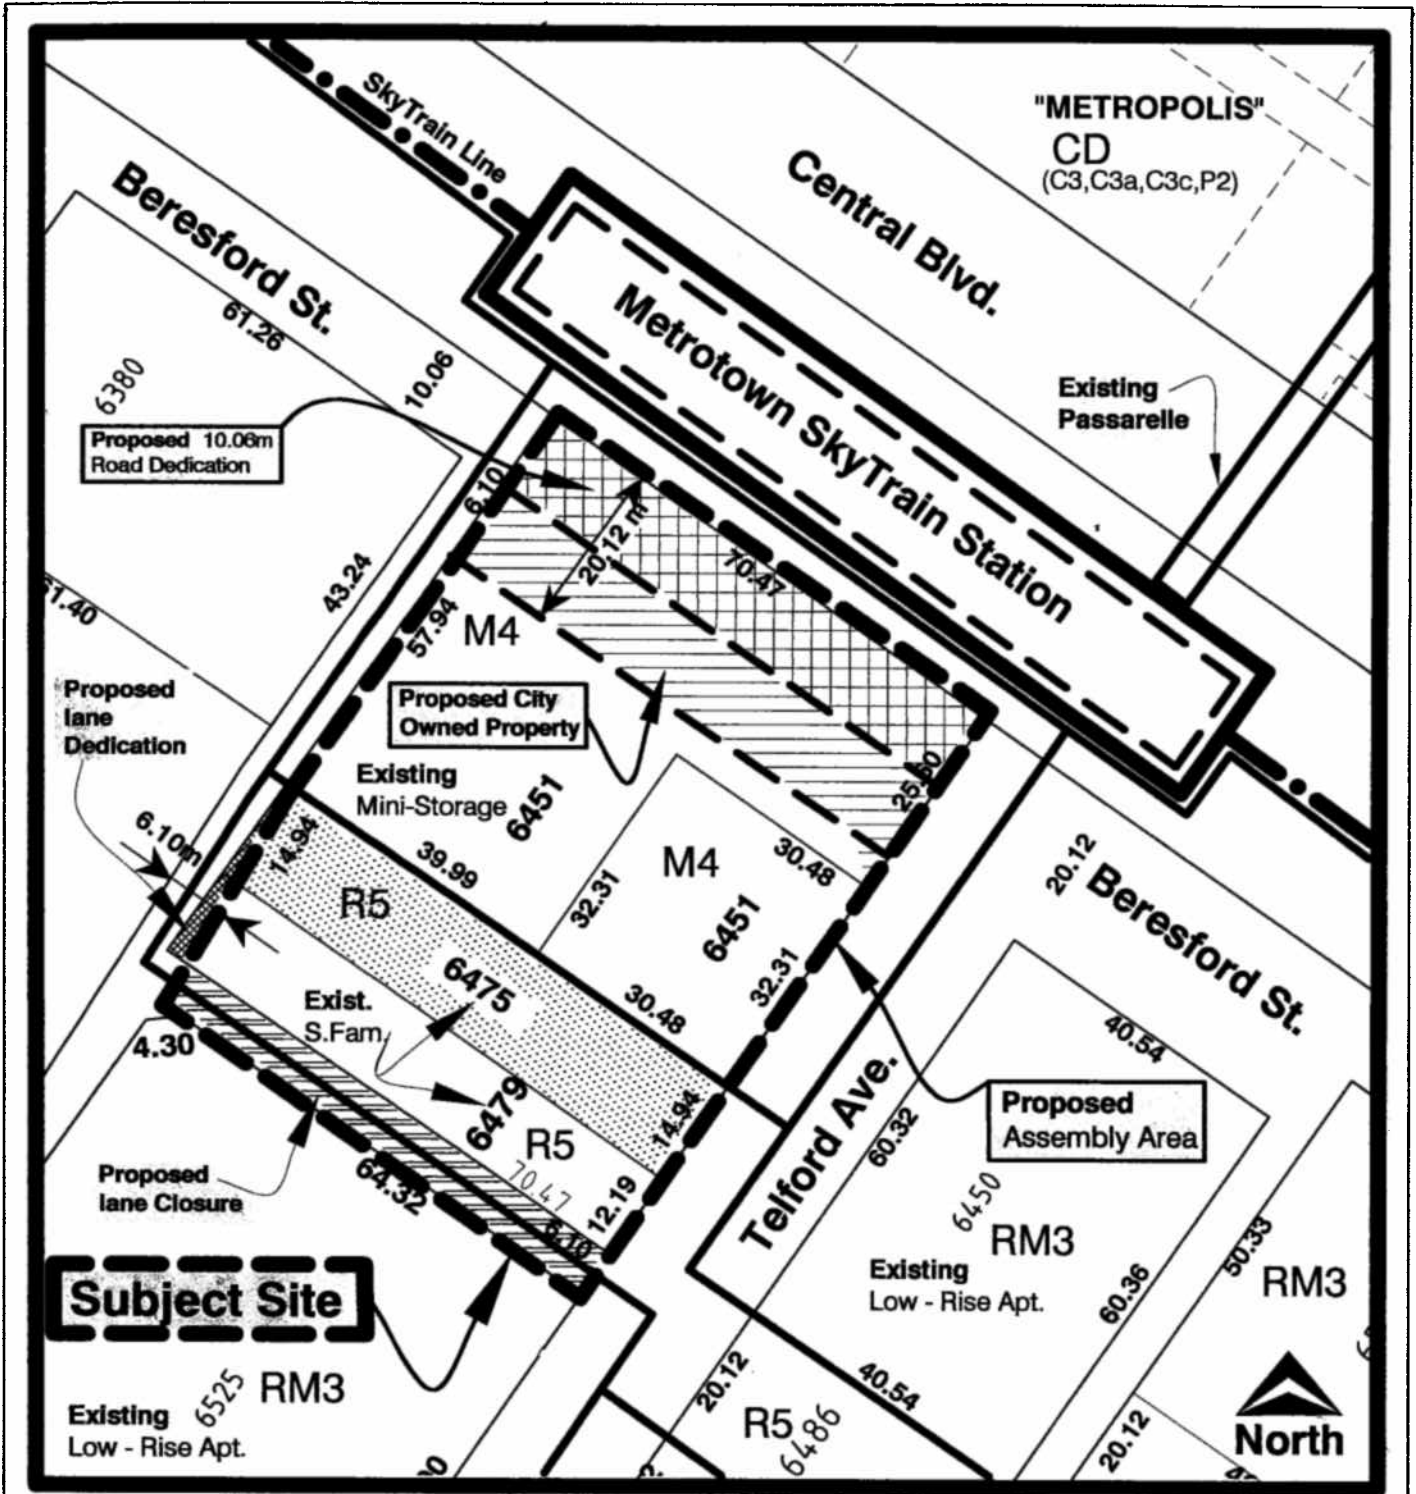 SkyTrain Line
"METROPOLIS"
CD
(C3,C3a,C3c,P2)
Central Blvd.
Beresford St.
61.26
10.06
6380
Metrotown SkyTrain Station
Existing
Passarelle
Proposed 10.06m
Road Dedication
6.10
20.12 m
70.47
43.24
57.94
M4
Proposed
lane
Dedication
Proposed City
Owned Property
Existing
Mini-Storage
6451
25.60
6.10m
14.94
39.99
M4
30.48
20.12
Beresford St.
R5
32.31
6451
32.31
6475
30.48
Exist.
S.Fam.
4.30
40.54
Telford Ave.
Proposed
Assembly Area
6479
14.94
60.32
R5
70.47
12.19
6.10
Proposed
lane Closure
64.32
6450
RM3
50.33
RM3
Existing
Low - Rise Apt.
60.36
Subject Site
6525
RM3
Existing
Low - Rise Apt.
20.12
40.54
R5
6486
20.12
North